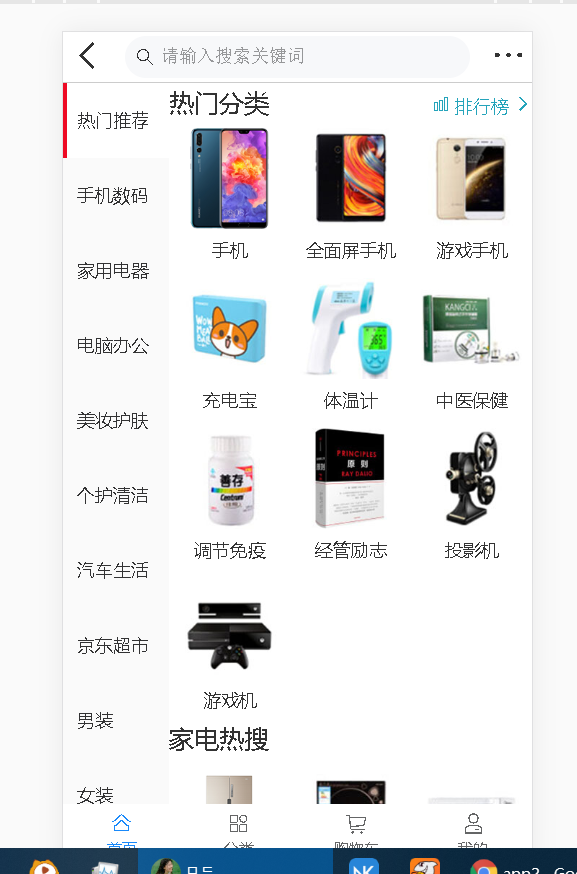 请输入搜索关键词
热门推荐
手机数码
家用电器
电脑办公
美妆护肤
个护清洁
汽车生活
京东超市
男装
女装
热门分类
排行榜
手机
全面屏手机
游戏手机
充电宝
体温计
中医保健
KANGZHU
善存
Centrum
PRINCIPLES
原则
RAY DALIO
调节免疫
经管励志
投影机
游戏机
家电热搜
首页
分类
购物车
我的